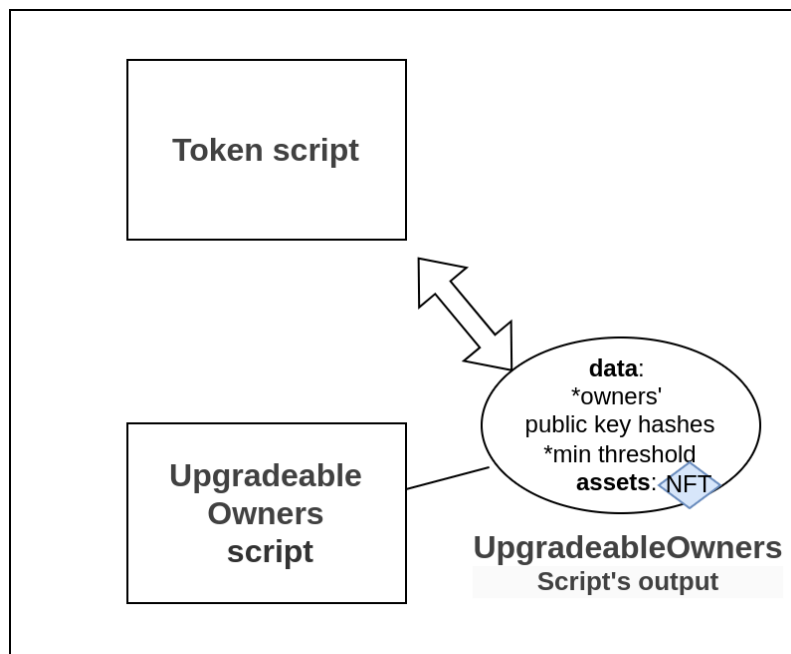 Token script
data:
*owners'
public key hashes
*min threshold
assets: NFT
Upgradeable
Owners
script
UpgradeableOwners
Script's output